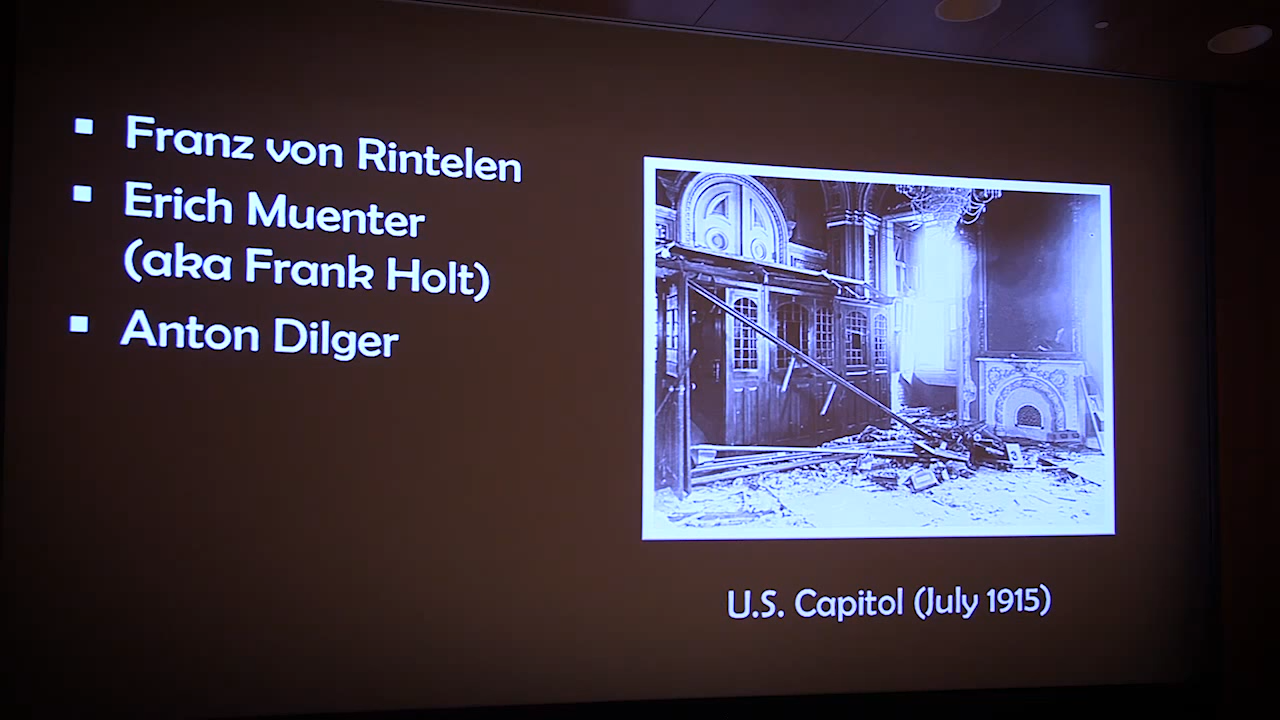 ▪ Franz von Rintelen
▪ Erich Muenter
(aka Frank Holt)
▪ Anton Dilger
U.S. Capitol (July 1915)